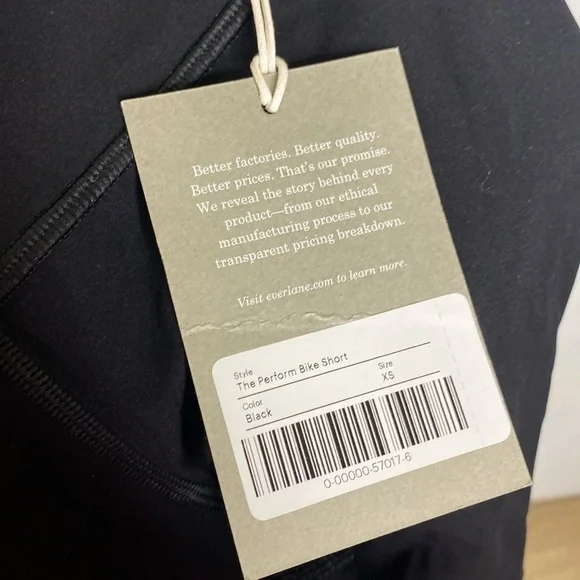 Better factories. Better quality.
Better prices. That's our promise.
We reveal the story behind every
product—from our ethical
manufacturing process to our
transparent pricing breakdown.
Visit everlane.com to learn more.
Style
The Perform Bike Short
Color
Size
Black
XS
0-00000-57017-6